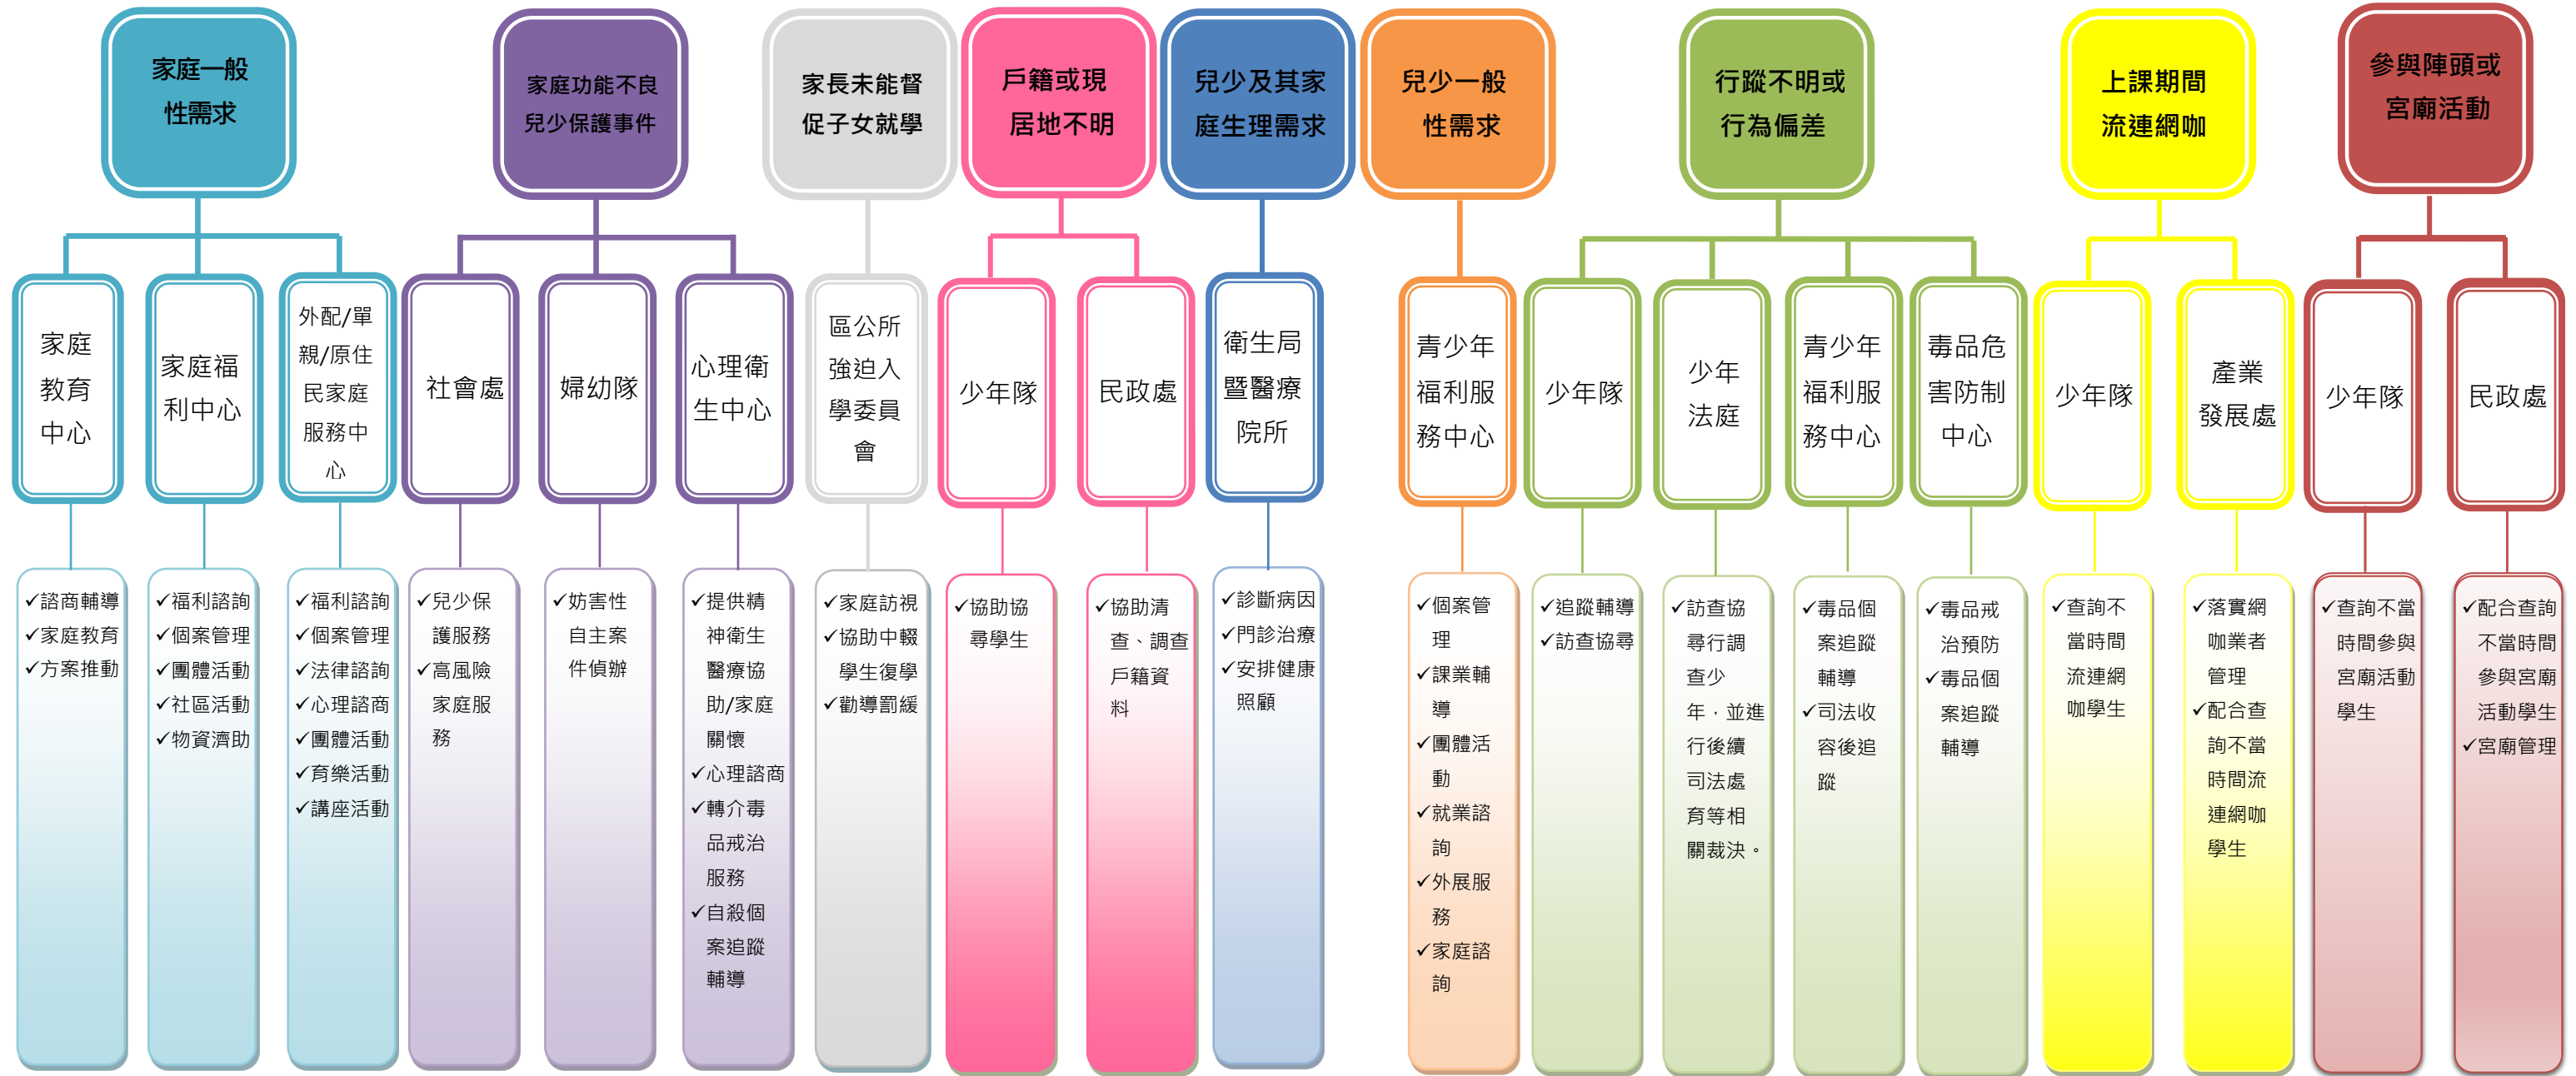 家庭一般
性需求
家庭功能不良
兒少保護事件
家長未能督
促子女就學
戶籍或現
居地不明
兒少及其家
庭生理需求
兒少一般
性需求
行蹤不明或
行為偏差
上課期間
流連網咖
參與陣頭或
宮廟活動
家庭
教育
中心
家庭福
利中心
外配/單
親/原住
民家庭
服務中
心
社會處
婦幼隊
心理衛
生中心
區公所
強迫入
學委員
會
少年隊
民政處
衛生局
暨醫療
院所
青少年
福利服
務中心
少年隊
少年
法庭
青少年
福利服
務中心
毒品危
害防制
中心
少年隊
產業
發展處
少年隊
民政處
✓諮商輔導
✓家庭教育
✓方案推動
✓福利諮詢
✓個案管理
✓團體活動
✓社區活動
✓物資濟助
✓福利諮詢
✓個案管理
✓法律諮詢
✓心理諮商
✓團體活動
✓育樂活動
✓講座活動
✓兒少保
護服務
✓高風險
家庭服
務
✓妨害性
自主案
件偵辦
✓提供精
神衛生
醫療協
助/家庭
關懷
✓心理諮商
✓轉介毒
品戒治
服務
✓自殺個
案追蹤
輔導
✓家庭訪視
✓協助中輟
學生復學
✓勸導罰緩
✓協助協
尋學生
✓協助清
查、調查
戶籍資
料
✓診斷病因
✓門診治療
✓安排健康
照顧
✓個案管
理
✓課業輔
導
✓團體活
動
✓就業諮
詢
✓外展服
務
✓家庭諮
詢
✓追蹤輔導
✓訪查協尋
✓訪查協
尋行調
查少
年，並進
行後續
司法處
育等相
關裁決。
✓毒品個
案追蹤
輔導
✓司法收
容後追
蹤
✓毒品戒
治預防
✓毒品個
案追蹤
輔導
✓查詢不
當時間
流連網
咖學生
✓落實網
咖業者
管理
✓配合查
詢不當
時間流
連網咖
學生
✓查詢不當
時間參與
宮廟活動
學生
✓配合查詢
不當時間
參與宮廟
活動學生
✓宮廟管理